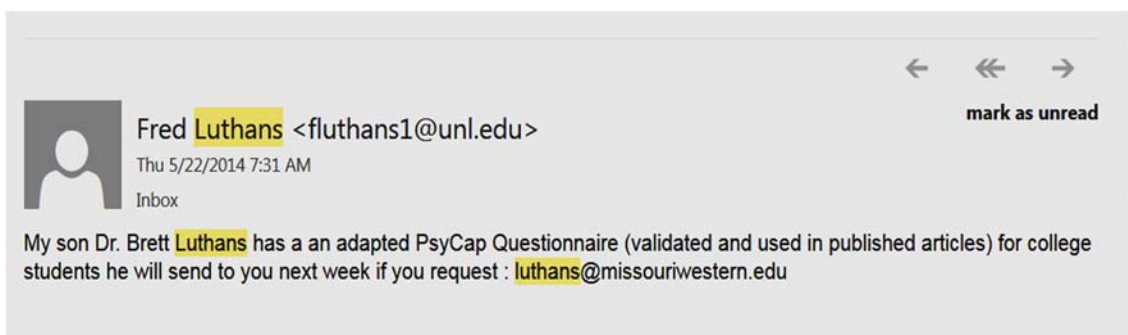 mark as unread
Fred Luthans <fluthans1@unl.edu>
Thu 5/22/2014 7:31 AM
Inbox
My son Dr. Brett Luthans has a an adapted PsyCap Questionnaire (validated and used in published articles) for college
students he will send to you next week if you request : luthans@missouriwestern.edu